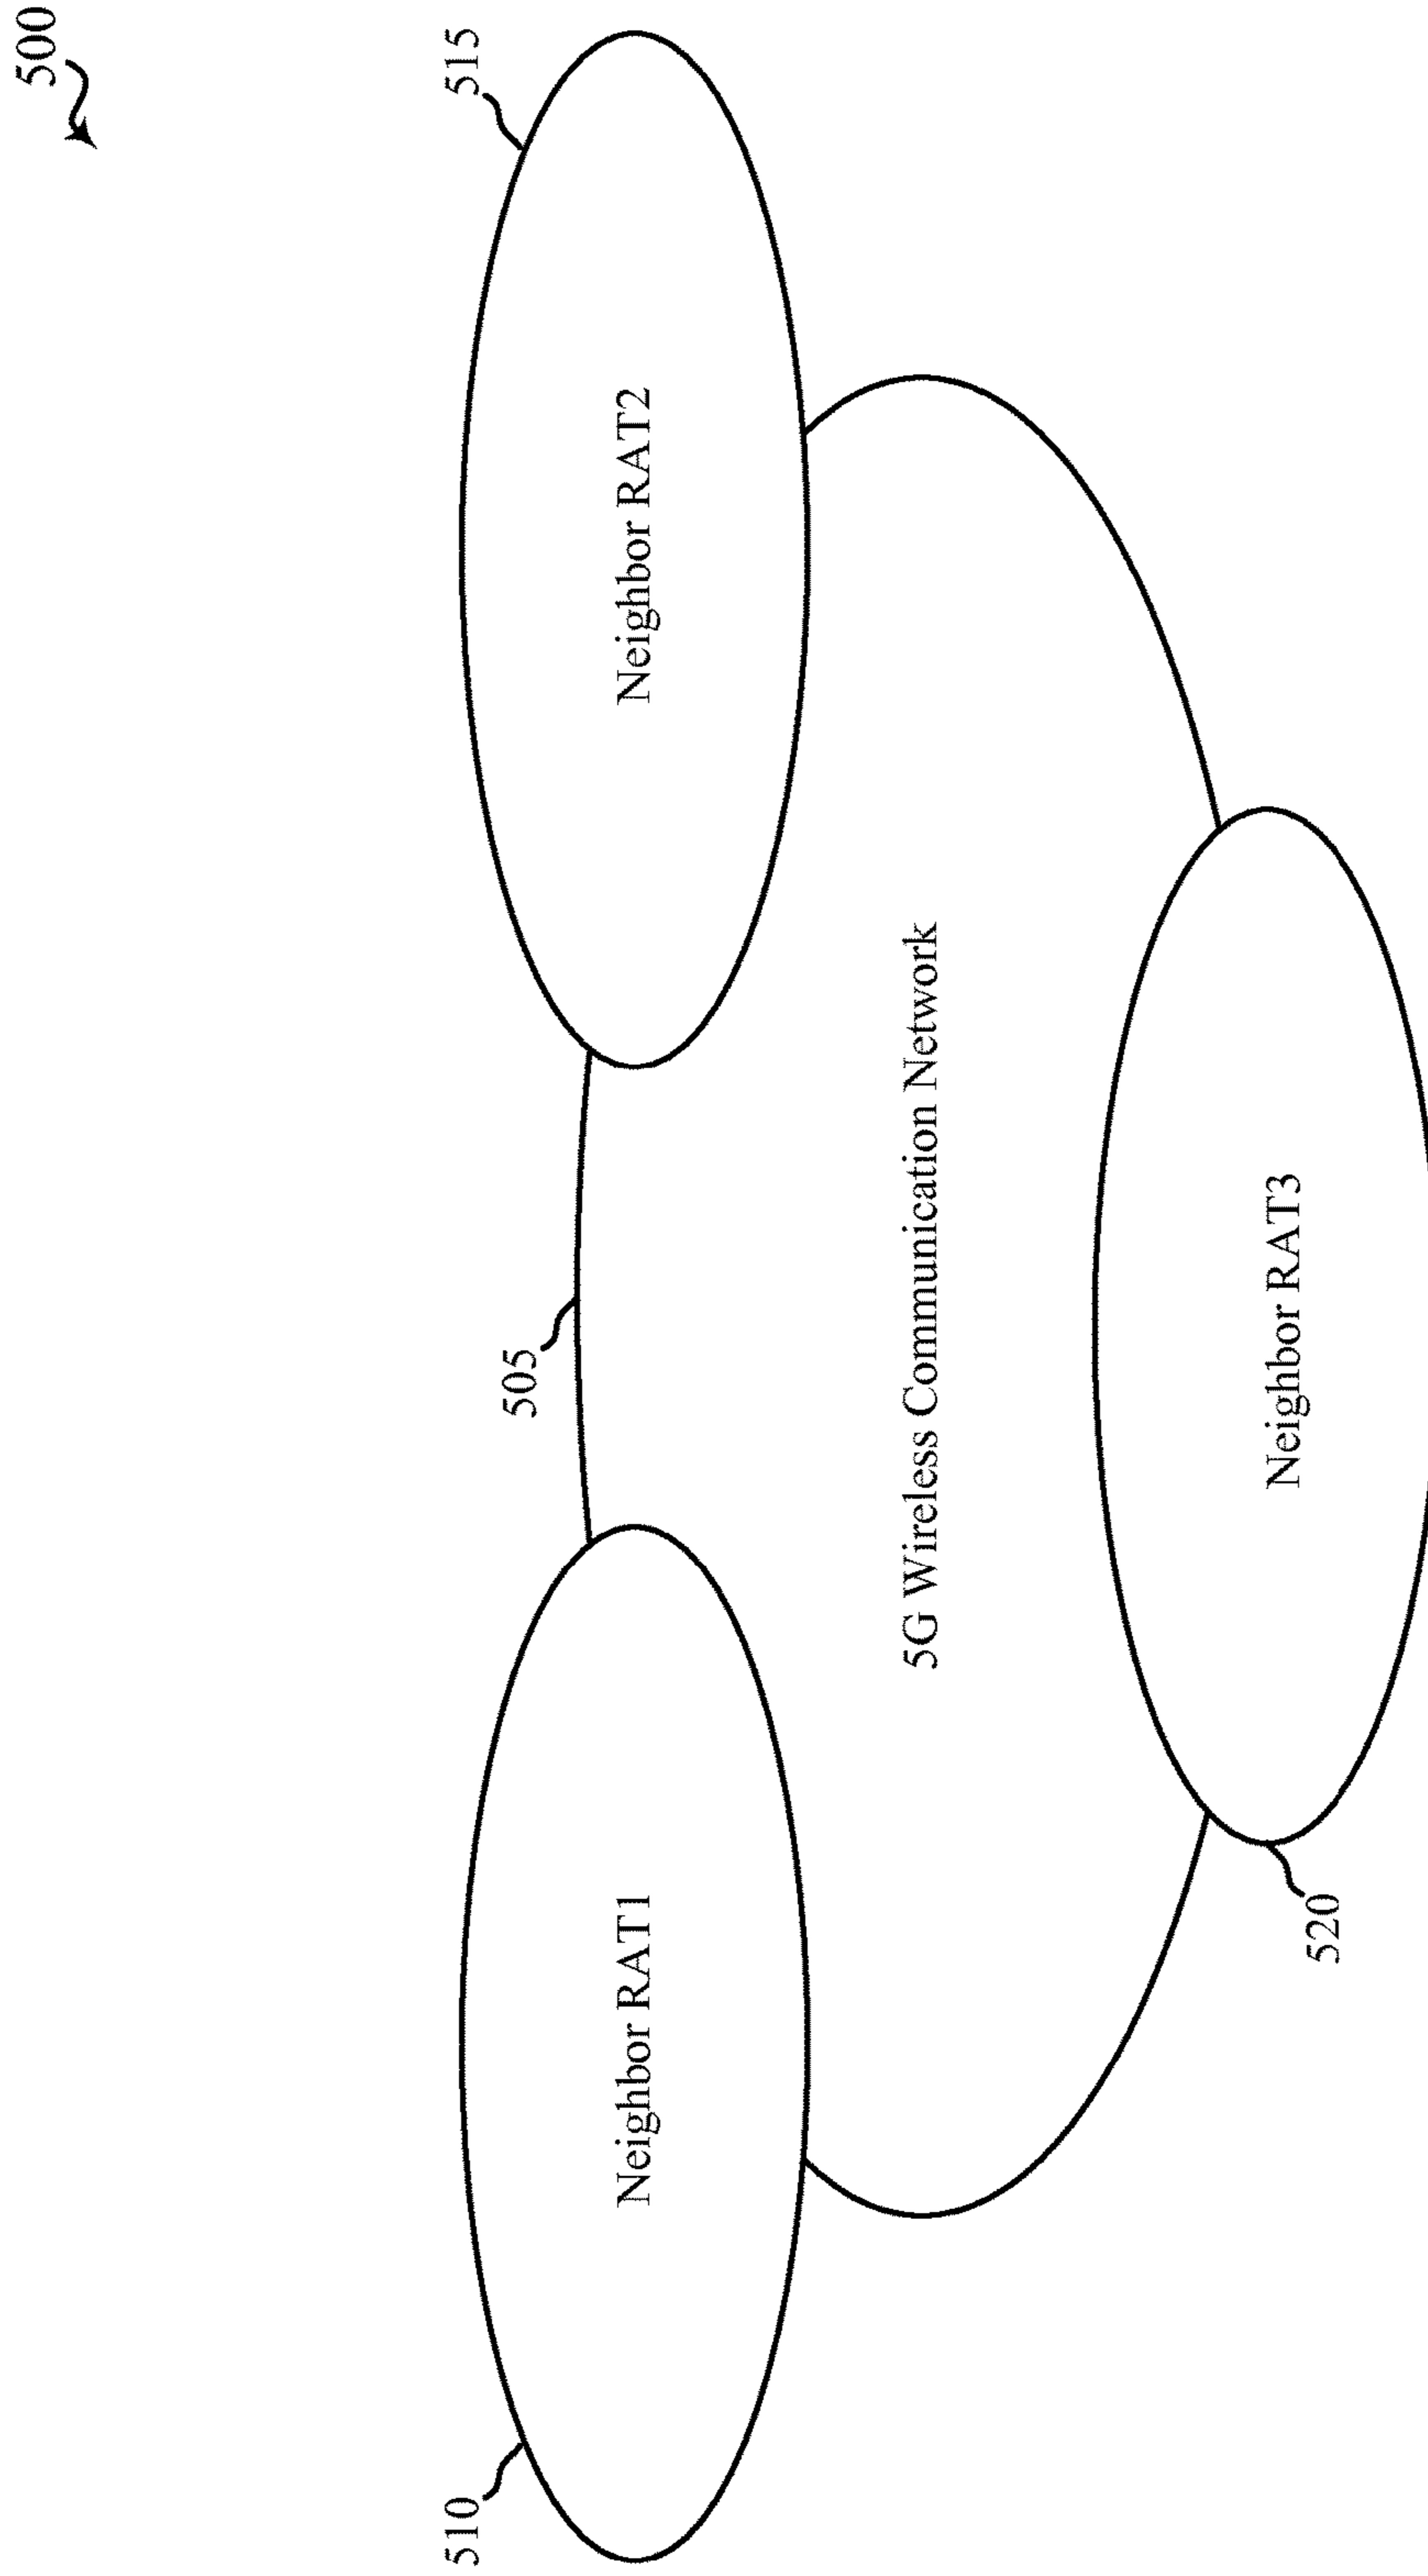 500
510
Neighbor RAT1
505
515
Neighbor RAT2
5G Wireless Communication Network
520
Neighbor RAT3